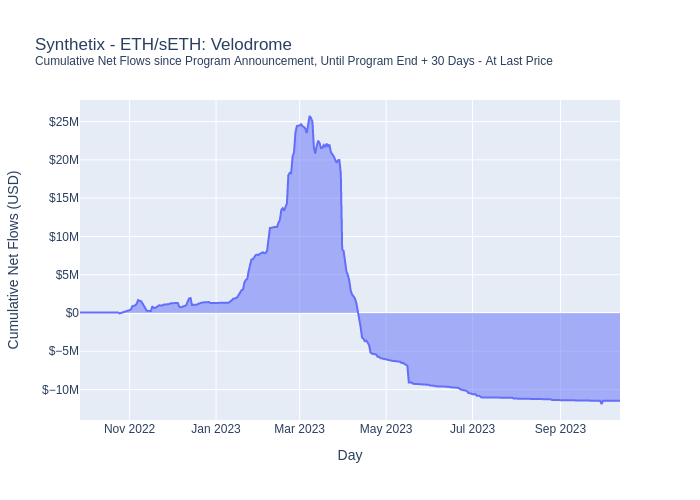 Synthetix - ETH/sETH: Velodrome
Cumulative Net Flows since Program Announcement, Until Program End + 30 Days - At Last Price
Cumulative Net Flows (USD)
$25M
$20M
$15M
$10M
$5M
$0
$−5M
$−10M
Nov 2022
Jan 2023
Mar 2023
May 2023
Jul 2023
Sep 2023
Day